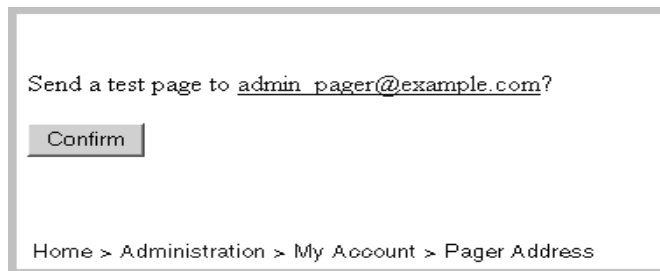 Send a test page to admin_pager@example.com?
Confirm
Home > Administration > My Account > Pager Address